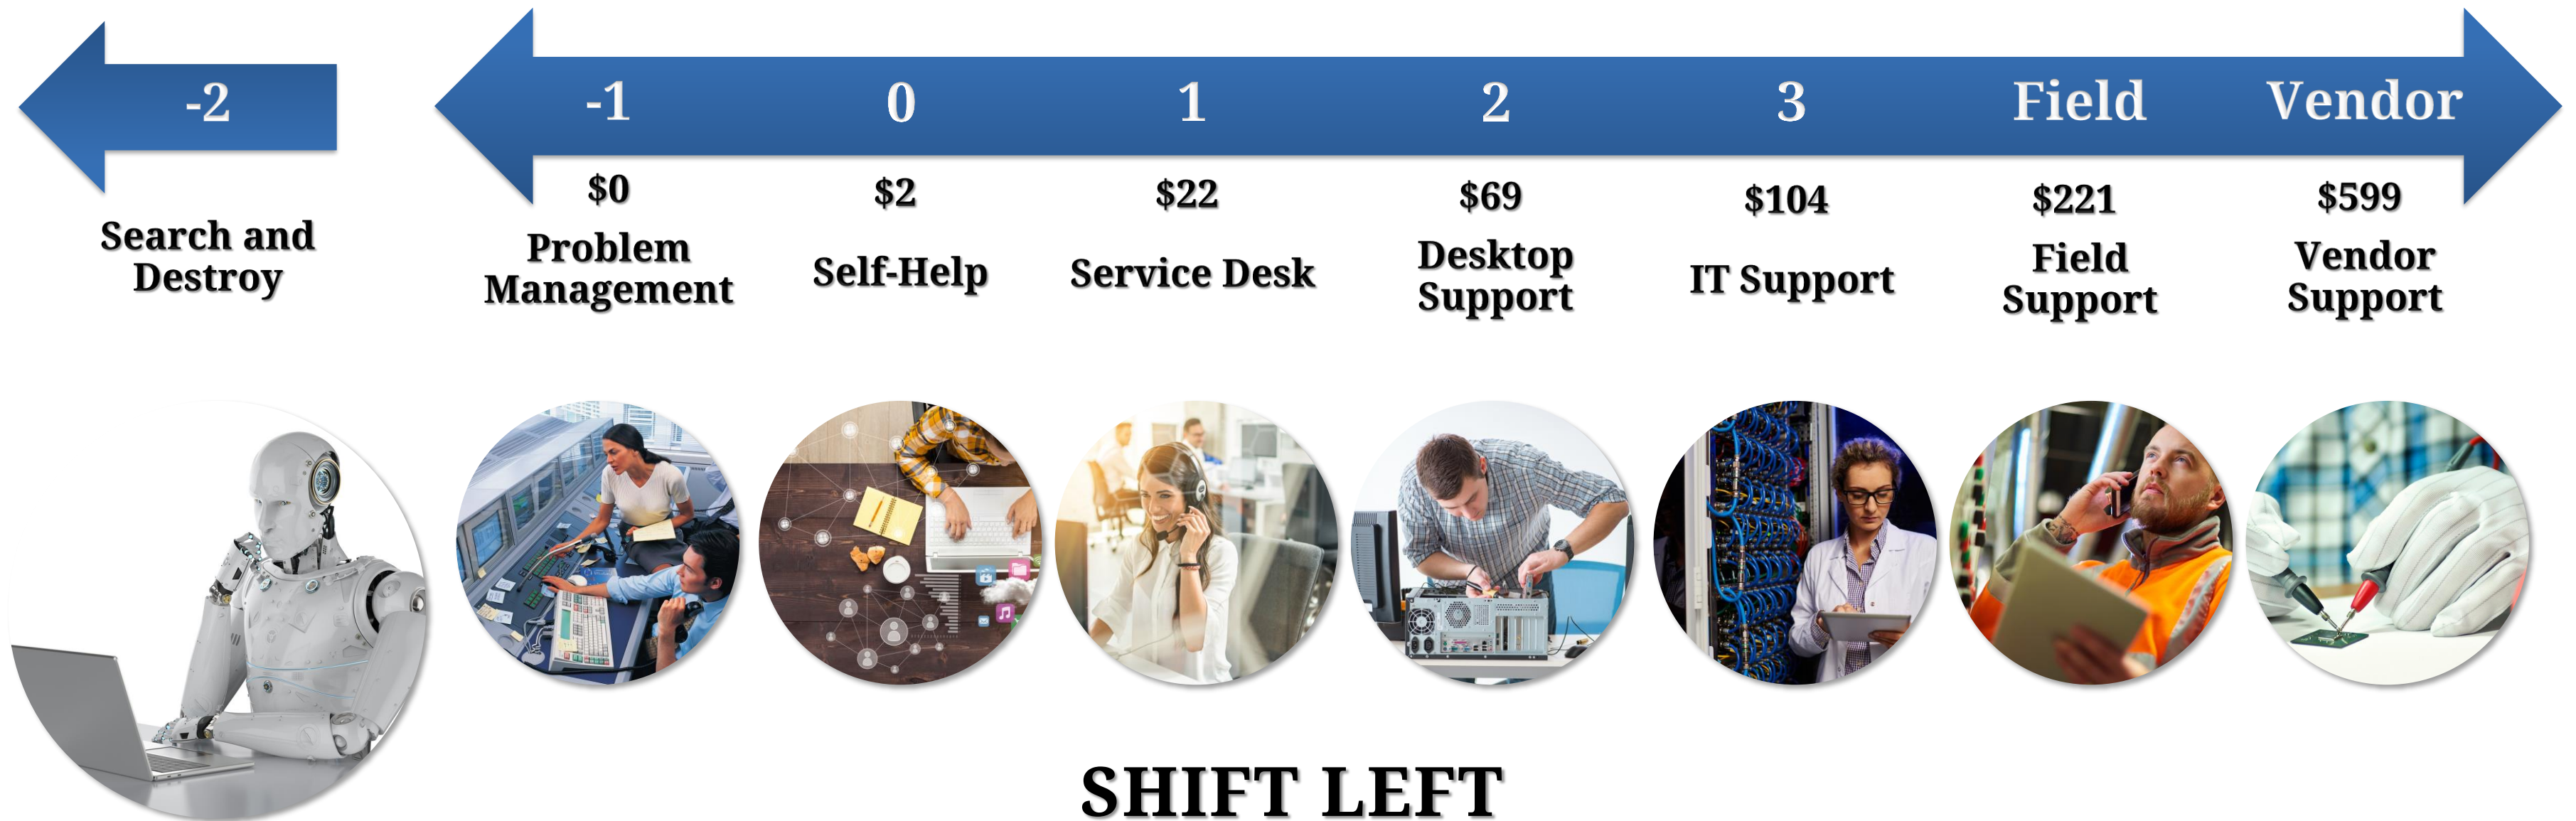 -2
-1
0
1
2
3
Field
Vendor
$0
$2
$22
$69
$104
$221
$599
Search and
Destroy
Problem
Management
Self-Help
Service Desk
Desktop
Support
IT Support
Field
Support
Vendor
Support
SHIFT LEFT